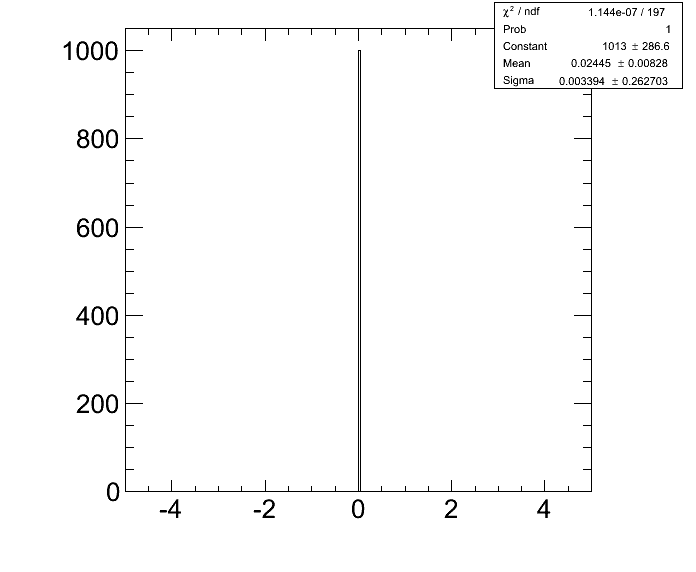 χ² / ndf 1.144e-07 / 197
Prob 1
Constant 1013 ± 286.6
Mean 0.02445 ± 0.00828
Sigma 0.003394 ± 0.262703
1000
800
600
400
200
0
-4 -2 0 2 4